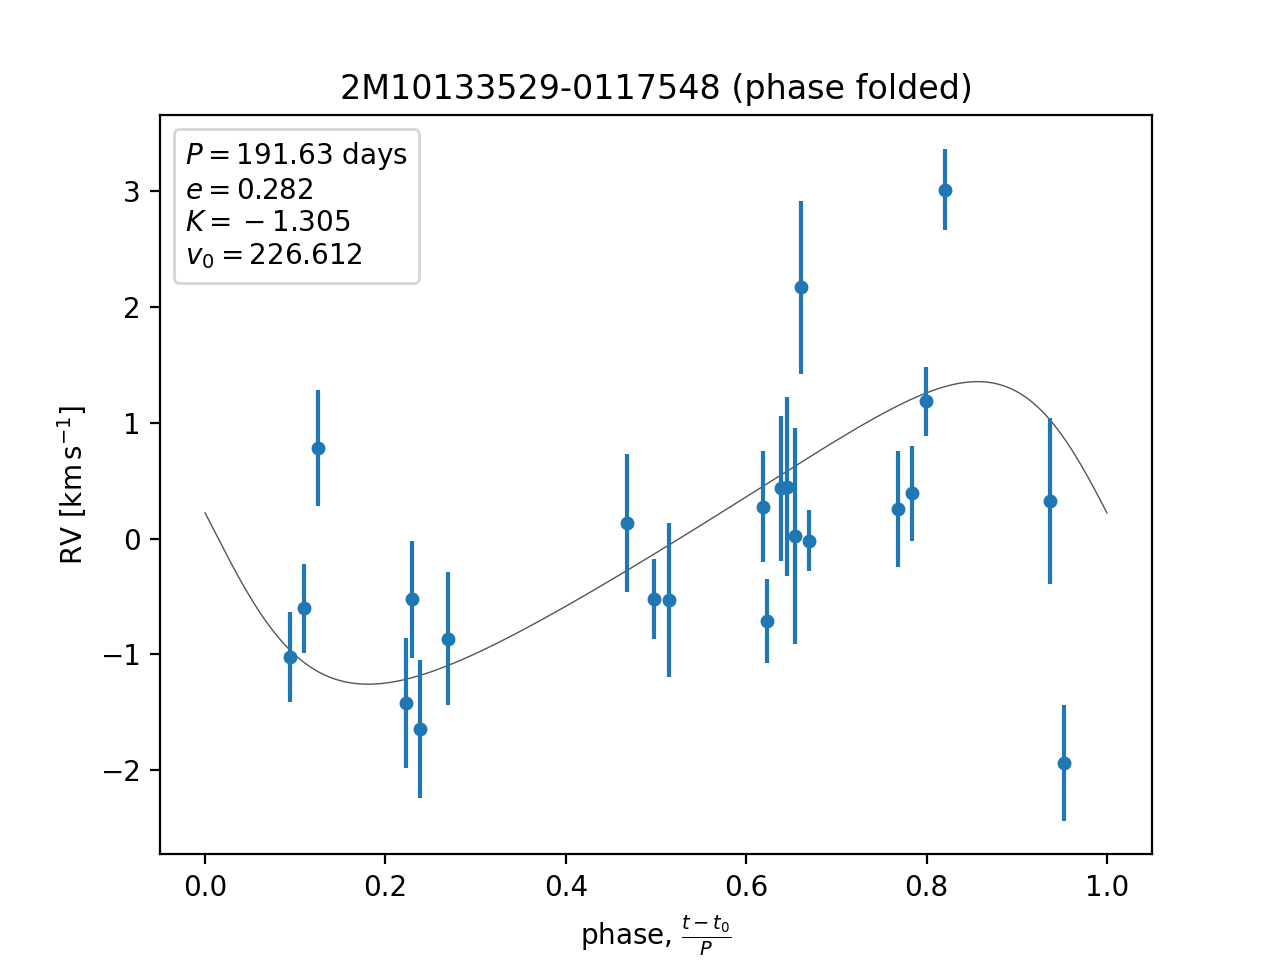 2M10133529-0117548 (phase folded)
P = 191.63 days
e = 0.282
K = −1.305
v₀ = 226.612
3
2
1
0
−1
−2
RV [km s⁻¹]
0.0 0.2 0.4 0.6 0.8 1.0
phase, (t − t₀)/P